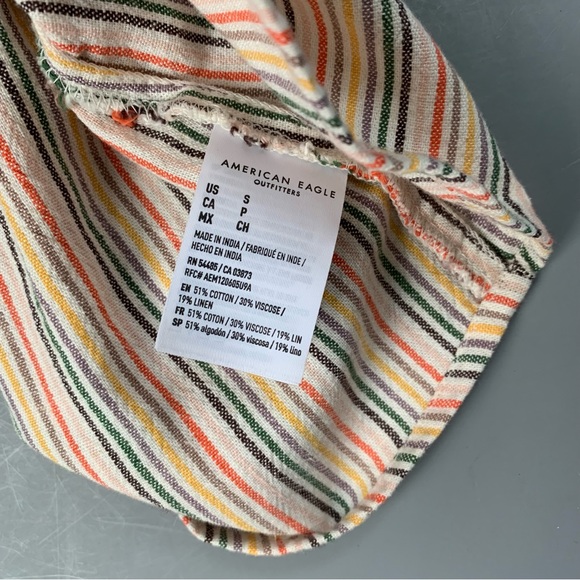 AMERICAN EAGLE
OUTFITTERS
US S
CA P
MX CH
MADE IN INDIA / FABRIQUÉ EN INDE /
HECHO EN INDIA
RN 54485 / CA 03873
RFC# AEM120605U9A
EN 51% COTTON / 30% VISCOSE /
19% LINEN
FR 51% COTON / 30% VISCOSE / 19% LIN
SP 51% algodón / 30% viscosa / 19% lino